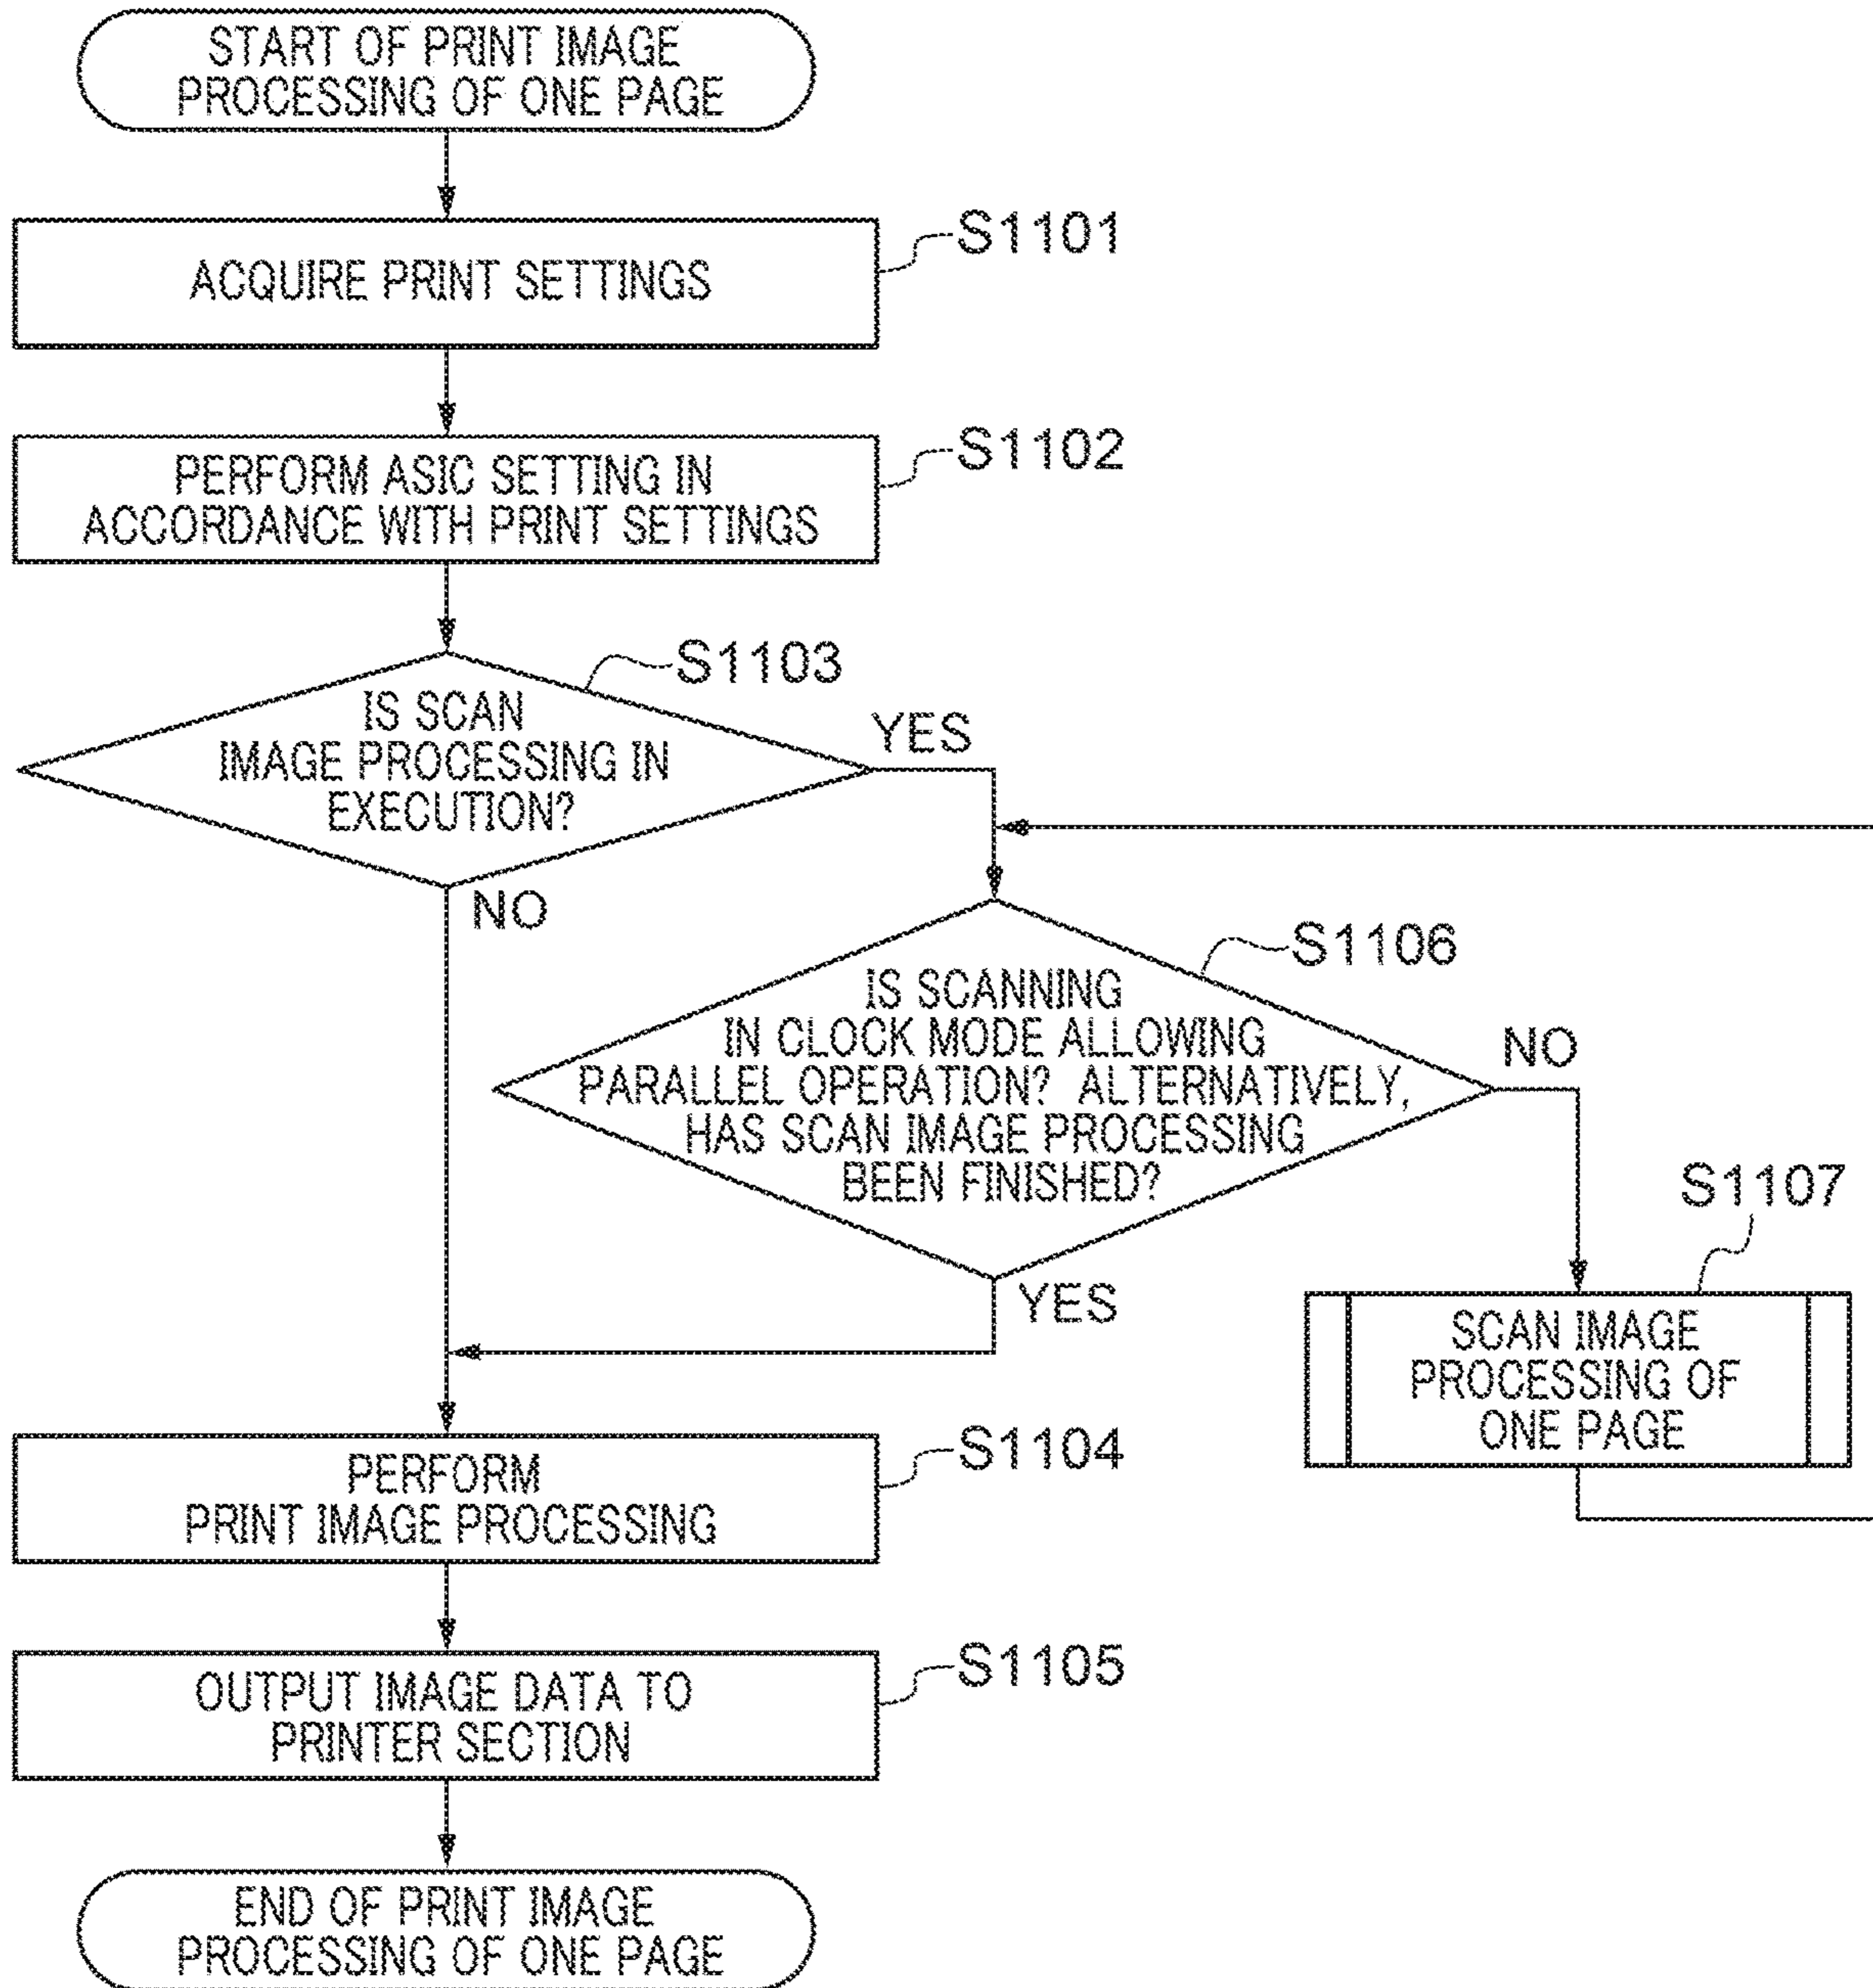 START OF PRINT IMAGE
PROCESSING OF ONE PAGE
S1101
ACQUIRE PRINT SETTINGS
S1102
PERFORM ASIC SETTING IN
ACCORDANCE WITH PRINT SETTINGS
S1103
IS SCAN
IMAGE PROCESSING IN
EXECUTION?
YES
NO
S1106
IS SCANNING
IN CLOCK MODE ALLOWING
PARALLEL OPERATION? ALTERNATIVELY,
HAS SCAN IMAGE PROCESSING
BEEN FINISHED?
NO
YES
S1107
SCAN IMAGE
PROCESSING OF
ONE PAGE
S1104
PERFORM
PRINT IMAGE PROCESSING
S1105
OUTPUT IMAGE DATA TO
PRINTER SECTION
END OF PRINT IMAGE
PROCESSING OF ONE PAGE